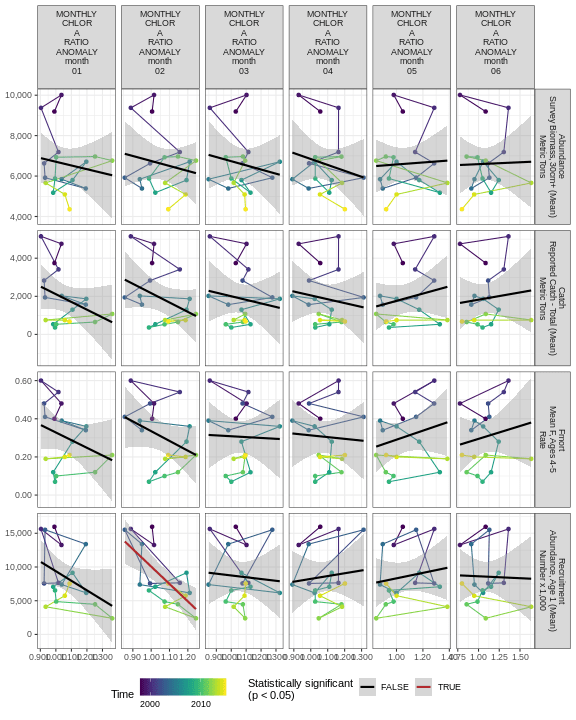 MONTHLY CHLOR A RATIO ANOMALY month 01
MONTHLY CHLOR A RATIO ANOMALY month 02
MONTHLY CHLOR A RATIO ANOMALY month 03
MONTHLY CHLOR A RATIO ANOMALY month 04
MONTHLY CHLOR A RATIO ANOMALY month 05
MONTHLY CHLOR A RATIO ANOMALY month 06
10,000
8,000
6,000
4,000
Abundance
Survey Biomass, 30cm+ (Mean)
Metric Tons
4,000
2,000
0
Catch
Reported Catch - Total (Mean)
Metric Tons
0.60
0.40
0.20
0.00
Fmort
Mean F, Ages 4-5
Rate
15,000
10,000
5,000
0
Recruitment
Abundance, Age 1 (Mean)
Number x 1,000
0.90 1.00 1.10 1.20
1.00 1.25 1.50
Time
2000 2010
Statistically significant
(p < 0.05)
FALSE TRUE